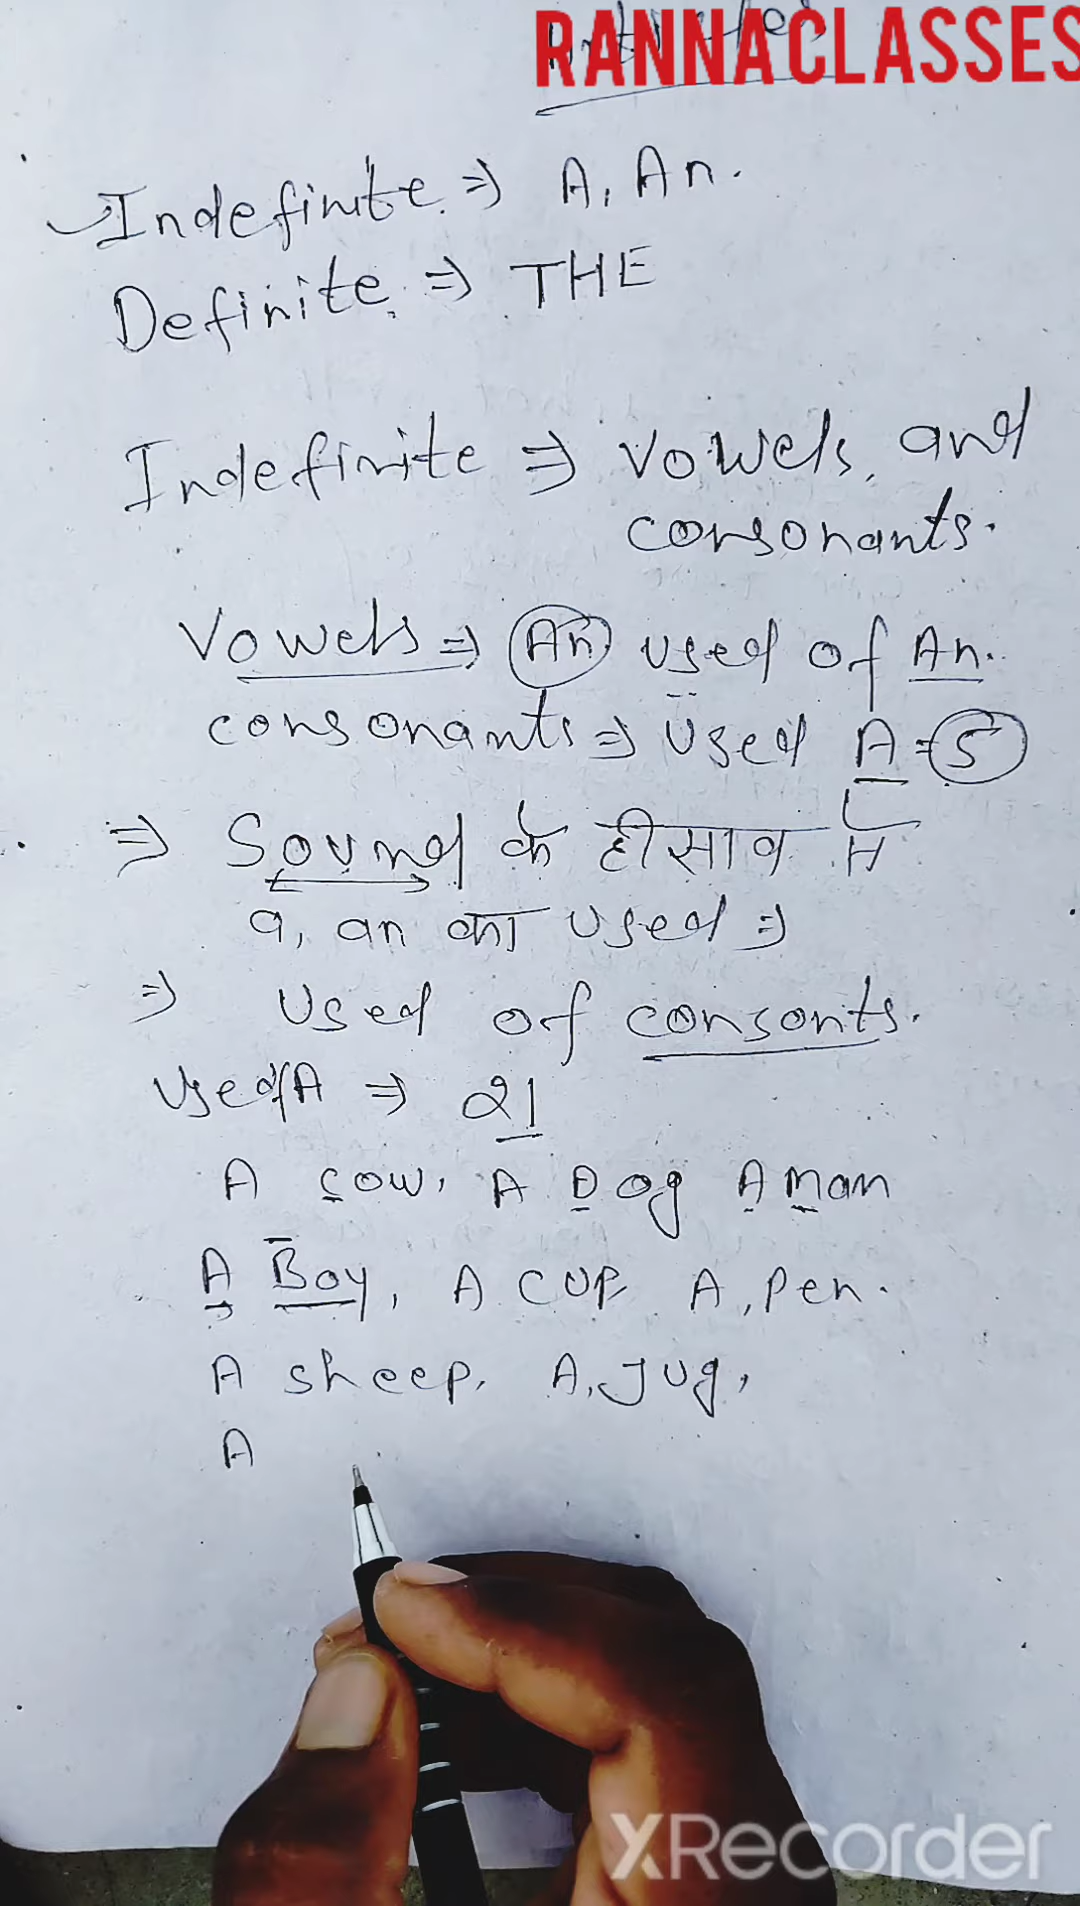 RANNACLASSES
Indefinite ⇒ A, An.
Definite ⇒ THE
Indefinite ⇒ Vowels, and
consonants.
Vowels ⇒ An used of An.
consonants ⇒ Used A = 5
⇒ Sound के हीसाव में
a, an का Used ⇒
⇒ Used of consonts.
Used A ⇒ 21
A cow, A Dog A man
A Boy, A CUP, A, Pen.
A sheep, A, Jug,
A
XRecorder